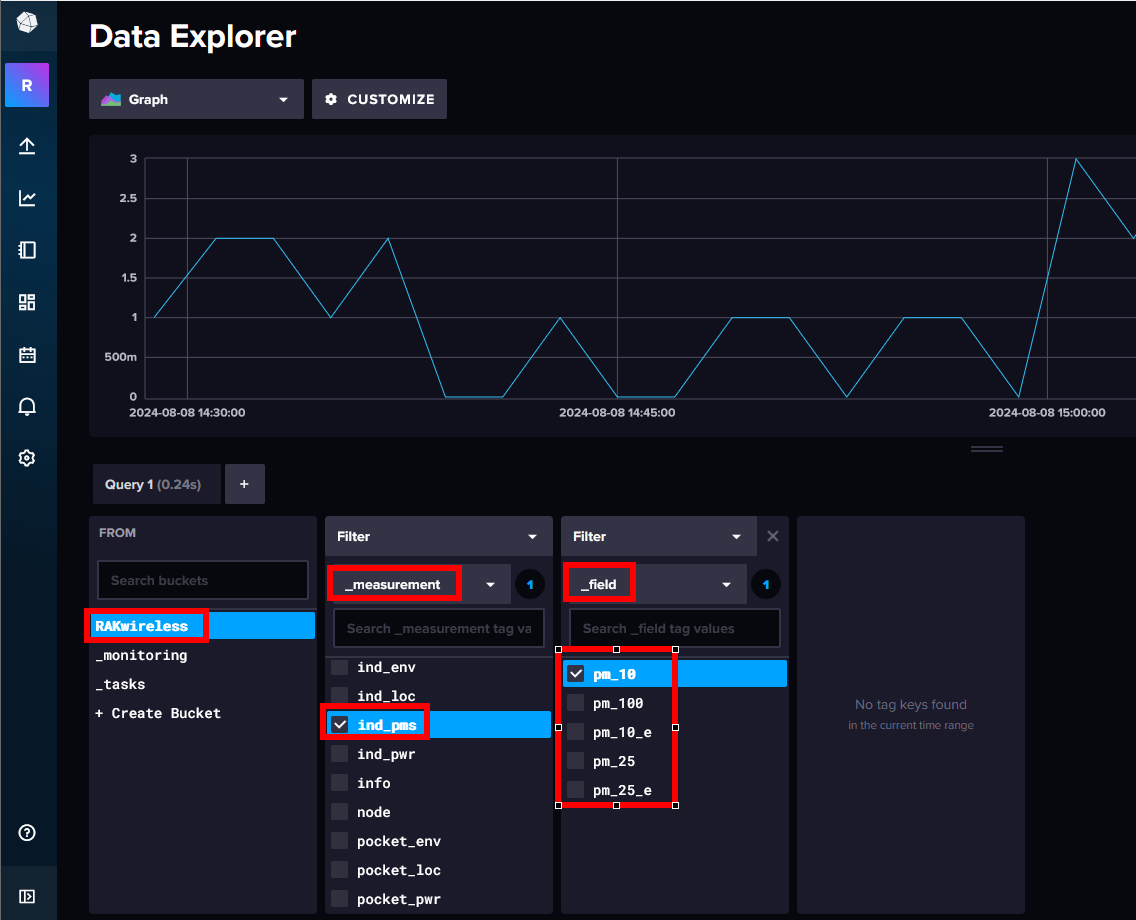 Data Explorer
R
Graph
CUSTOMIZE
3
2.5
2
1.5
1
500m
0
2024-08-08 14:30:00
2024-08-08 14:45:00
2024-08-08 15:00:00
Query 1 (0.24s)
+
FROM
Search buckets
RAKwireless
_monitoring
_tasks
+ Create Bucket
Filter
_measurement
1
Search _measurement tag va
ind_env
ind_loc
ind_pms
ind_pwr
info
node
pocket_env
pocket_loc
pocket_pwr
Filter
_field
1
Search _field tag values
pm_10
pm_100
pm_10_e
pm_25
pm_25_e
No tag keys found
in the current time range